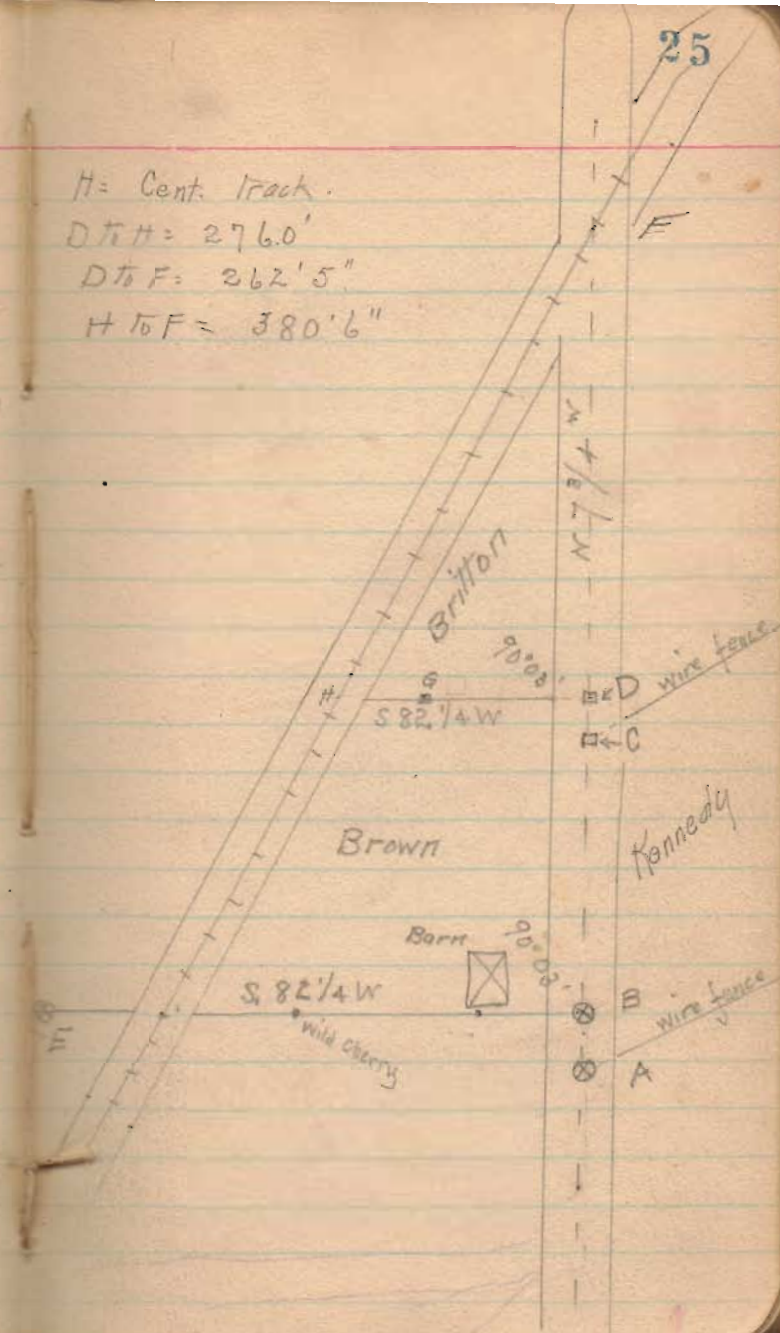 25
H= Cent. Track.
D To H = 276.0'
D To F= 262'5"
H To F = 380'6"
F
N 7 3/4 W
Britton
90°03'
G
D
wire fence
H
S 82 1/4 W
C
Brown
Kennedy
Barn
90°03'
S. 82 1/4 W
B
wire fence
E
wild cherry
A